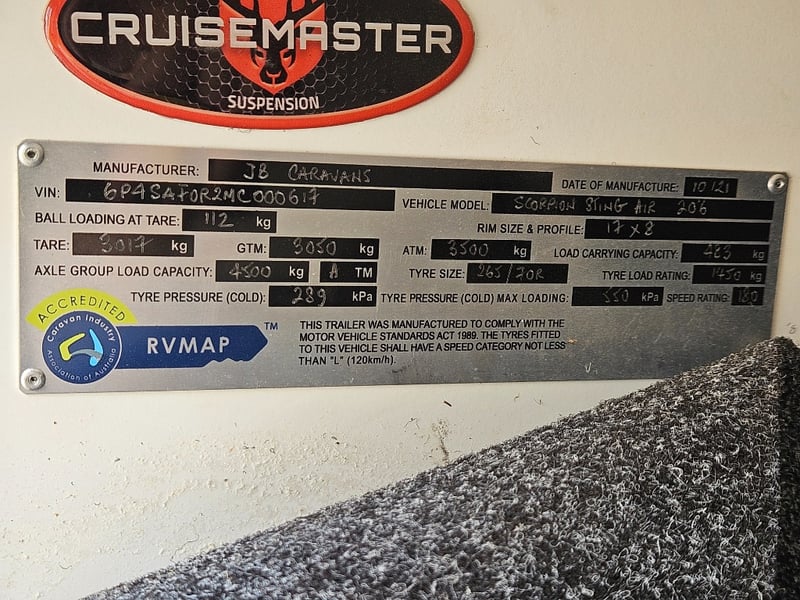 CRUISEMASTER
SUSPENSION
MANUFACTURER: JB CARAVANS DATE OF MANUFACTURE: 10/21
VIN: 6P4SAFOR2MC000617 VEHICLE MODEL: SCORPION STING AIR 206
BALL LOADING AT TARE: 112 kg RIM SIZE & PROFILE: 17 x 8
TARE: 3017 kg GTM: 3050 kg ATM: 3500 kg LOAD CARRYING CAPACITY: 483 kg
AXLE GROUP LOAD CAPACITY: 4500 kg A TM TYRE SIZE: 265/70R TYRE LOAD RATING: 1450 kg
TYRE PRESSURE (COLD): 289 kPa TYRE PRESSURE (COLD) MAX LOADING: 550 kPa SPEED RATING: 180
ACCREDITED
Caravan Industry
Association of Australia
RVMAP TM
THIS TRAILER WAS MANUFACTURED TO COMPLY WITH THE
MOTOR VEHICLE STANDARDS ACT 1989. THE TYRES FITTED
TO THIS VEHICLE SHALL HAVE A SPEED CATEGORY NOT LESS
THAN "L" (120km/h).